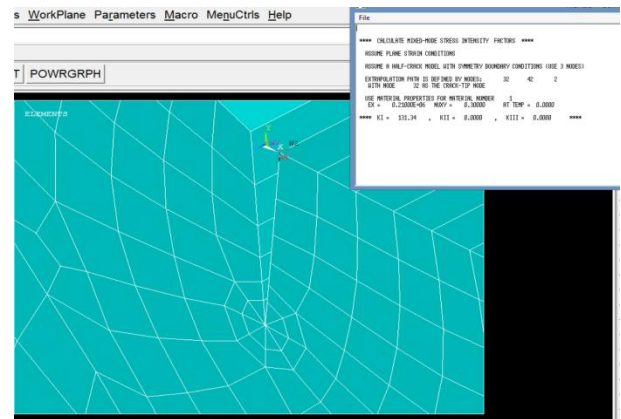 s WorkPlane Parameters Macro MenuCtrls Help
T POWRGRPH
ELEMENTS
File
**** CALCULATE MIXED-MODE STRESS INTENSITY FACTORS ****
ASSUME PLANE STRAIN CONDITIONS
ASSUME A HALF-CRACK MODEL WITH SYMMETRY BOUNDARY CONDITIONS (USE 3 NODES)
EXTRAPOLATION PATH IS DEFINED BY NODES: 32 42 2
WITH NODE 32 AS THE CRACK-TIP NODE
USE MATERIAL PROPERTIES FOR MATERIAL NUMBER 1
EX = 0.21000E+06 NUXY = 0.30000 AT TEMP = 0.0000
**** KI = 131.34 , KII = 0.0000 , KIII = 0.0000 ****